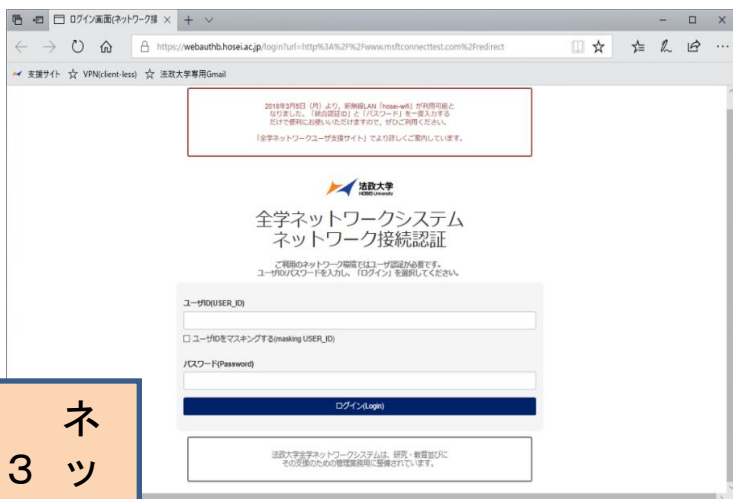 ログイン画面(ネットワーク接
https://webauthb.hosei.ac.jp/login?url=http%3A%2F%2Fwww.msftconnecttest.com%2Fredirect
支援サイト VPN(client-less) 法政大学専用Gmail
2018年3月5日（月）より、新無線LAN「hosei-wifi」が利用可能と
なりました。「統合認証ID」と「パスワード」を一度入力する
だけで便利にお使いいただけますので、ぜひご利用ください。
「全学ネットワークユーザ支援サイト」でより詳しくご案内しています。
法政大学
HOSEI University
全学ネットワークシステム
ネットワーク接続認証
ご利用のネットワーク環境ではユーザ認証が必要です。
ユーザID/パスワードを入力し、「ログイン」を選択してください。
ユーザID(USER_ID)
ユーザIDをマスキングする(masking USER_ID)
パスワード(Password)
ログイン(Login)
法政大学全学ネットワークシステムは、研究・教育並びに
その支援のための管理業務用に整備されています。
ネ
3 ッ